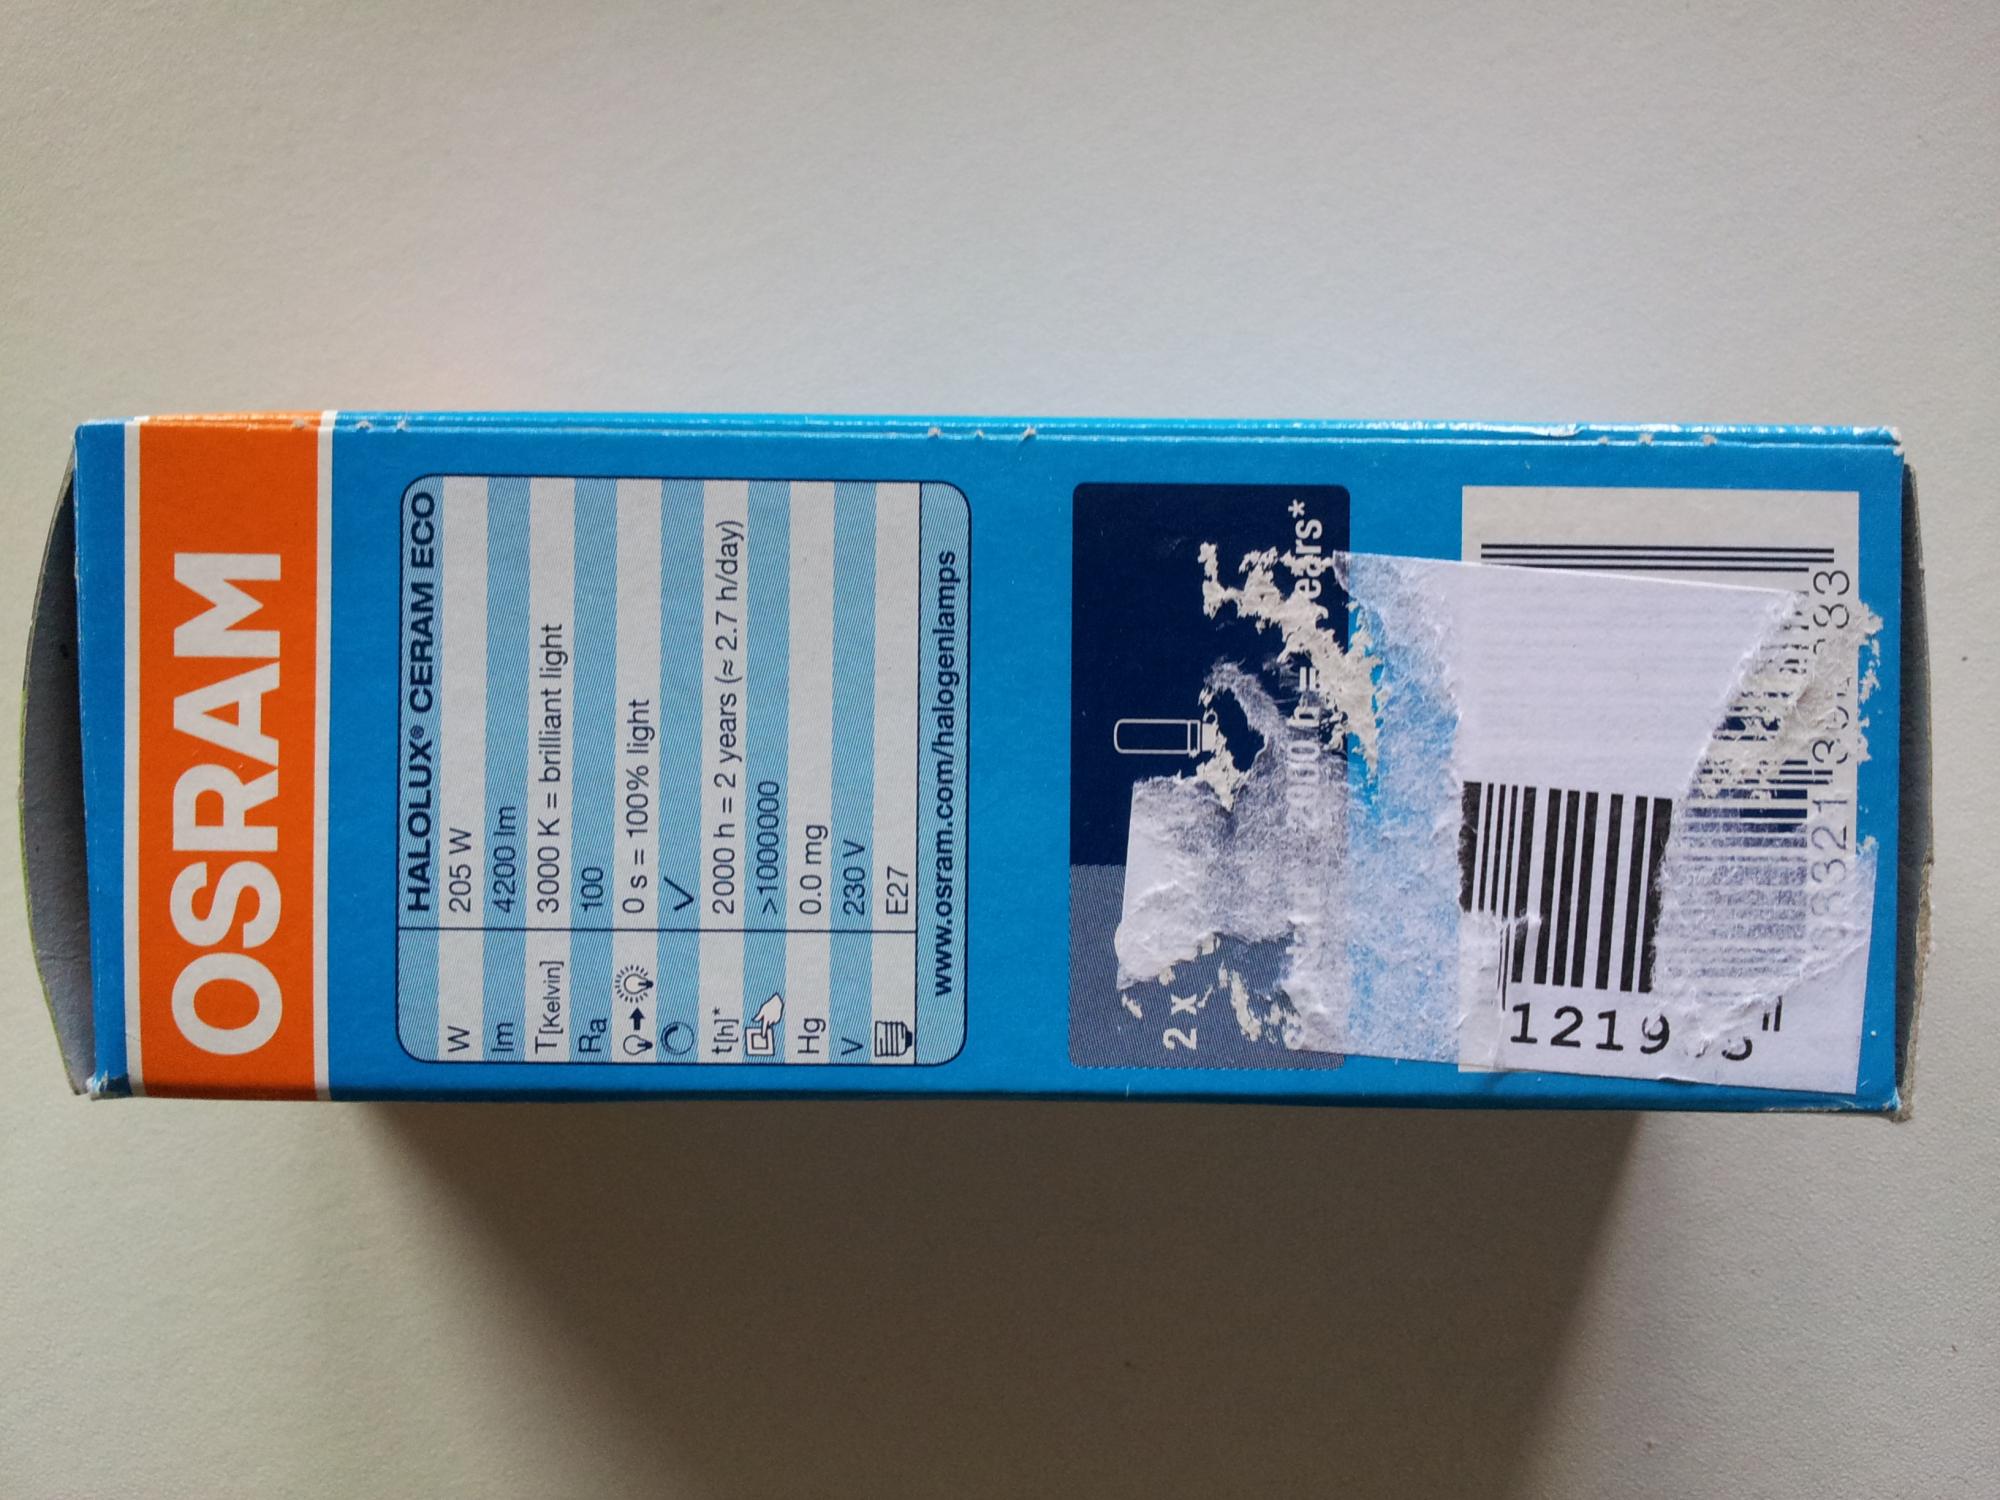 OSRAM
HALOLUX® CERAM ECO
W 205 W
lm 4200 lm
T[Kelvin] 3000 K = brilliant light
Ra 100
0 s = 100% light
t[h]* 2000 h = 2 years (≈ 2.7 h/day)
>1000000
Hg 0.0 mg
V 230 V
E27
www.osram.com/halogenlamps
2 x
2000 h = years*
1219